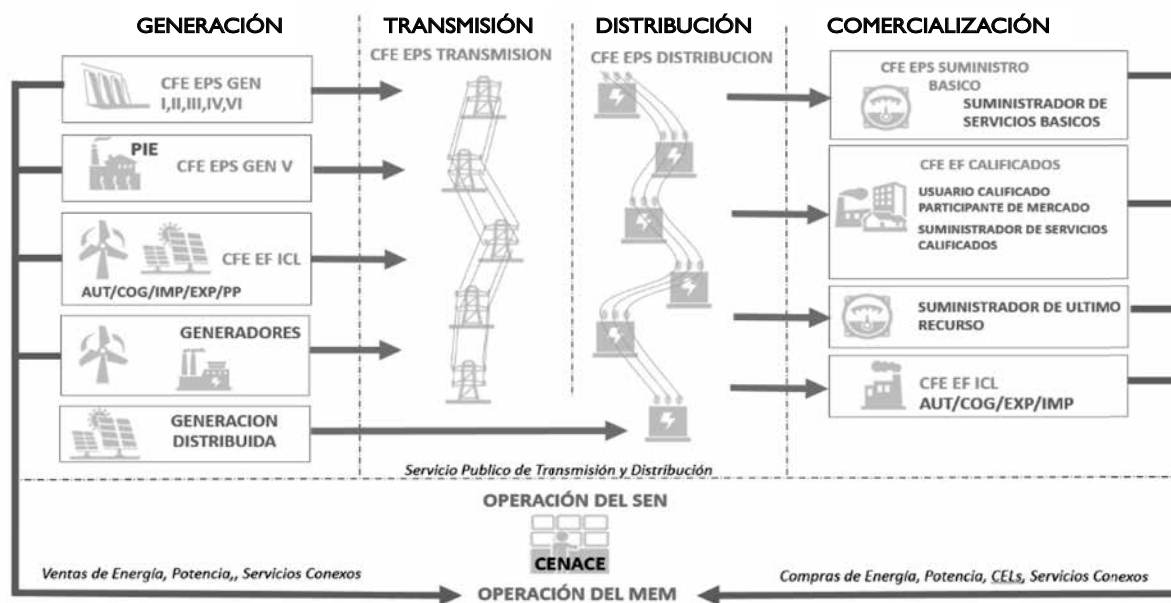 GENERACIÓN
TRANSMISIÓN
DISTRIBUCIÓN
COMERCIALIZACIÓN
CFE EPS GEN
I,II,III,IV,VI
PIE
CFE EPS GEN V
CFE EF ICL
AUT/COG/IMP/EXP/PP
GENERADORES
GENERACION
DISTRIBUIDA
CFE EPS TRANSMISION
CFE EPS DISTRIBUCION
CFE EPS SUMINISTRO
BASICO
SUMINISTRADOR DE
SERVICIOS BASICOS
CFE EF CALIFICADOS
USUARIO CALIFICADO
PARTICIPANTE DE MERCADO
SUMINISTRADOR DE SERVICIOS
CALIFICADOS
SUMINISTRADOR DE ULTIMO
RECURSO
CFE EF ICL
AUT/COG/EXP/IMP
Servicio Publico de Transmisión y Distribución
OPERACIÓN DEL SEN
CENACE
Ventas de Energía, Potencia,, Servicios Conexos
OPERACIÓN DEL MEM
Compras de Energía, Potencia, CELs, Servicios Conexos